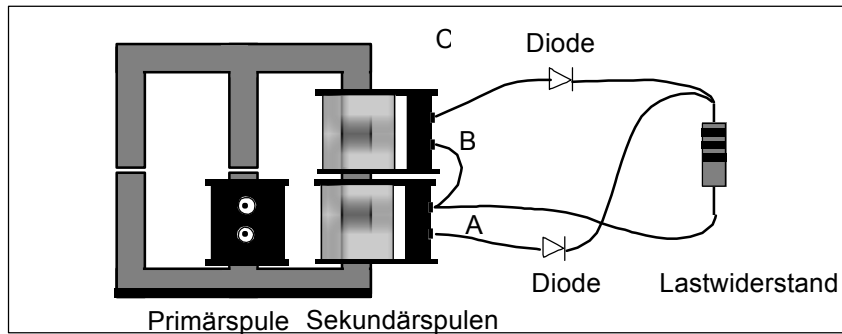 C
Diode
B
A
Diode
Lastwiderstand
Primärspule
Sekundärspulen